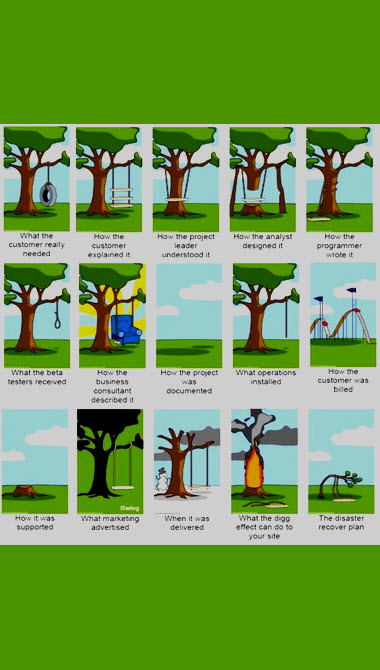 What the
customer really
needed
How the
customer
explained it
How the project
leader
understood it
How the analyst
designed it
How the
programmer
wrote it
What the beta
testers received
How the
business
consultant
described it
How the project
was
documented
What operations
installed
How the
customer was
billed
How it was
supported
iSwing
What marketing
advertised
When it was
delivered
What the digg
effect can do to
your site
The disaster
recover plan